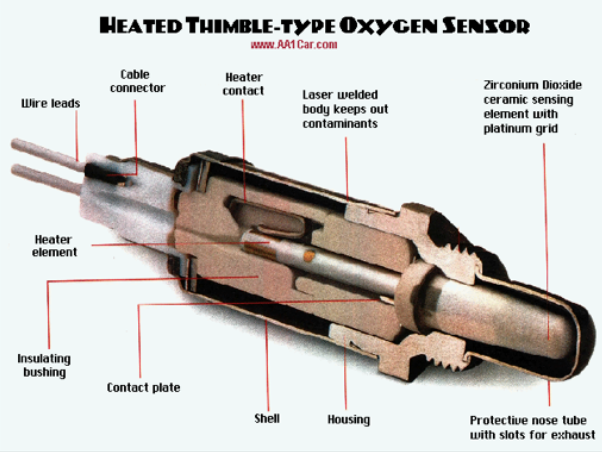 Heated Thimble-type Oxygen Sensor
www.AA1Car.com
Wire leads
Cable
connector
Heater
contact
Laser welded
body keeps out
contaminants
Zirconium Dioxide
ceramic sensing
element with
platinum grid
Heater
element
Insulating
bushing
Contact plate
Shell
Housing
Protective nose tube
with slots for exhaust